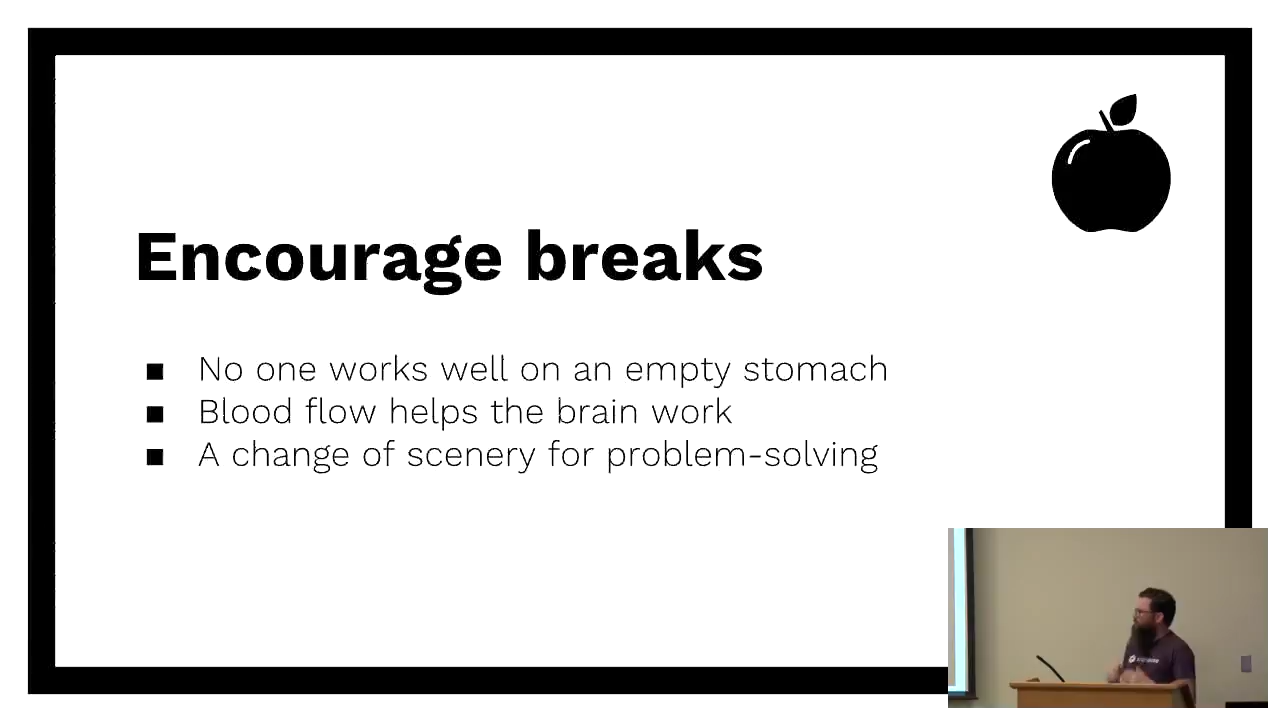 Encourage breaks
■ No one works well on an empty stomach
■ Blood flow helps the brain work
■ A change of scenery for problem-solving